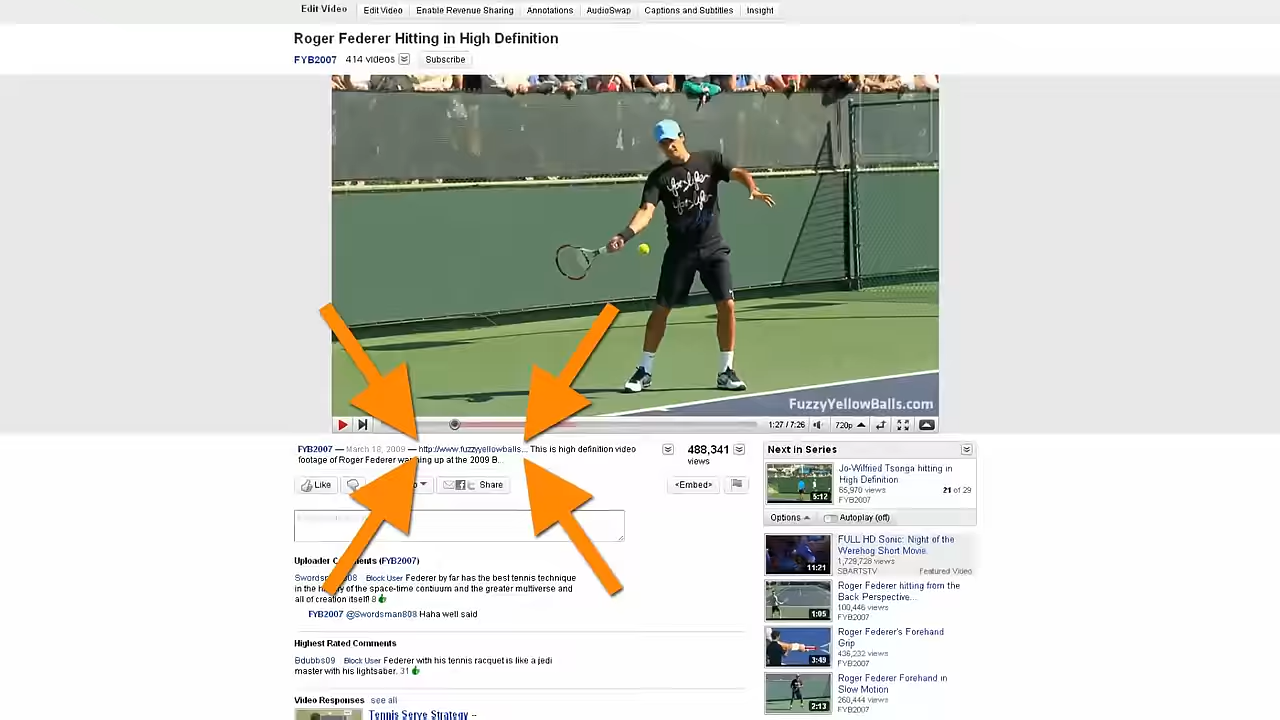 Edit Video
Edit Video
Enable Revenue Sharing
Annotations
AudioSwap
Captions and Subtitles
Insight
Roger Federer Hitting in High Definition
FYB2007 414 videos
Subscribe
FuzzyYellowBalls.com
1:27 / 7:26
720p
FYB2007 — March 18, 2009 — http://www.fuzzyyellowballs... This is high definition video
footage of Roger Federer up at the 2009 B...
488,341
views
Like
Share
<Embed>
Uploader (FYB2007)
Block User Federer by far has the best tennis technique
in the of the space-time contiuum and the greater multiverse and
all of creation itself! 8
FYB2007 @Swordsman808 Haha well said
Highest Rated Comments
Bdubbs09 Block User Federer with his tennis racquet is like a jedi
master with his lightsaber. 31
Video Responses see all
Tennis Serve Strategy --
Next in Series
5:12
Jo-Wilfried Tsonga hitting in
High Definition
65,970 views
21 of 29
FYB2007
Options
Autoplay (off)
11:21
FULL HD Sonic: Night of the
Werehog Short Movie.
1,729,728 views
SBARTSTV
Featured Video
1:05
Roger Federer hitting from the
Back Perspective...
100,446 views
FYB2007
3:49
Roger Federer's Forehand
Grip
436,232 views
FYB2007
2:13
Roger Federer Forehand in
Slow Motion
260,444 views
FYB2007